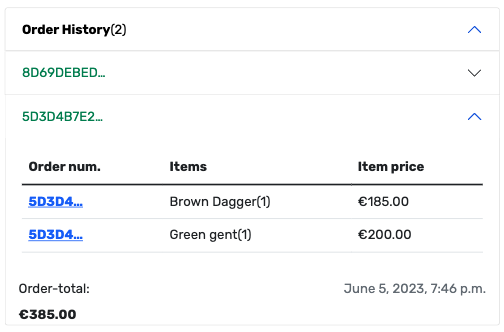 Order History(2)
8D69DEBED...
5D3D4B7E2...
Order num. Items Item price
5D3D4... Brown Dagger(1) €185.00
5D3D4... Green gent(1) €200.00
Order-total: June 5, 2023, 7:46 p.m.
€385.00